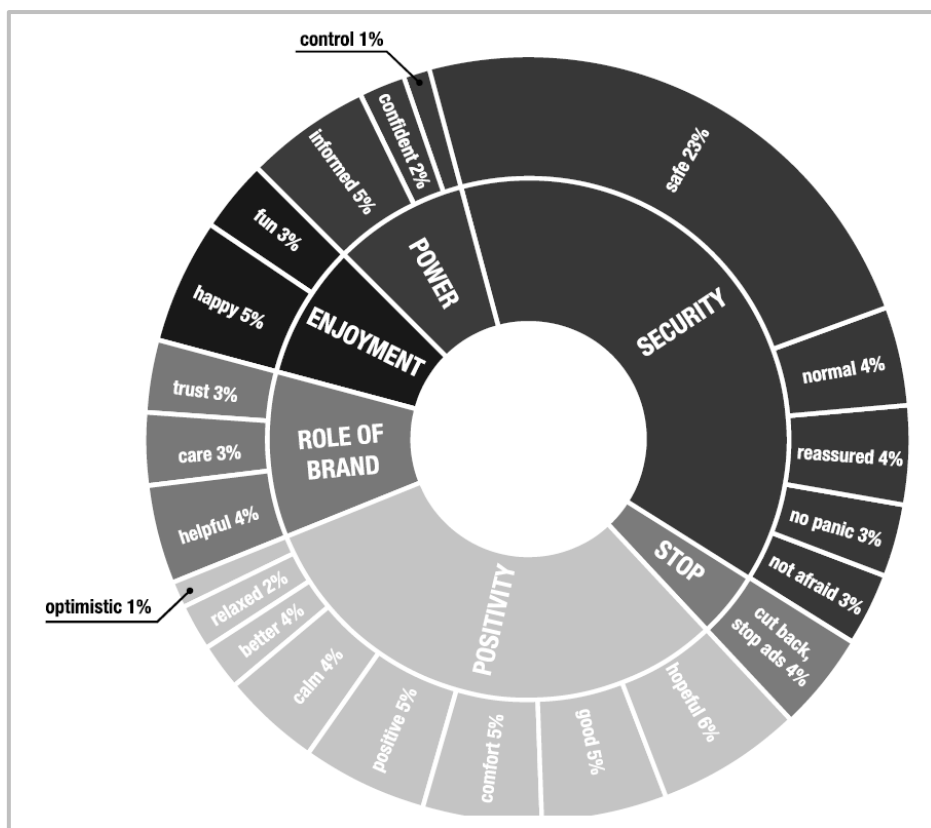 control 1%
confident 2%
informed 5%
fun 3%
happy 5%
trust 3%
care 3%
helpful 4%
optimistic 1%
relaxed 2%
better 4%
calm 4%
positive 5%
comfort 5%
good 5%
hopeful 6%
cut back,
stop ads 4%
not afraid 3%
no panic 3%
reassured 4%
normal 4%
safe 23%
POWER
ENJOYMENT
ROLE OF
BRAND
POSITIVITY
STOP
SECURITY